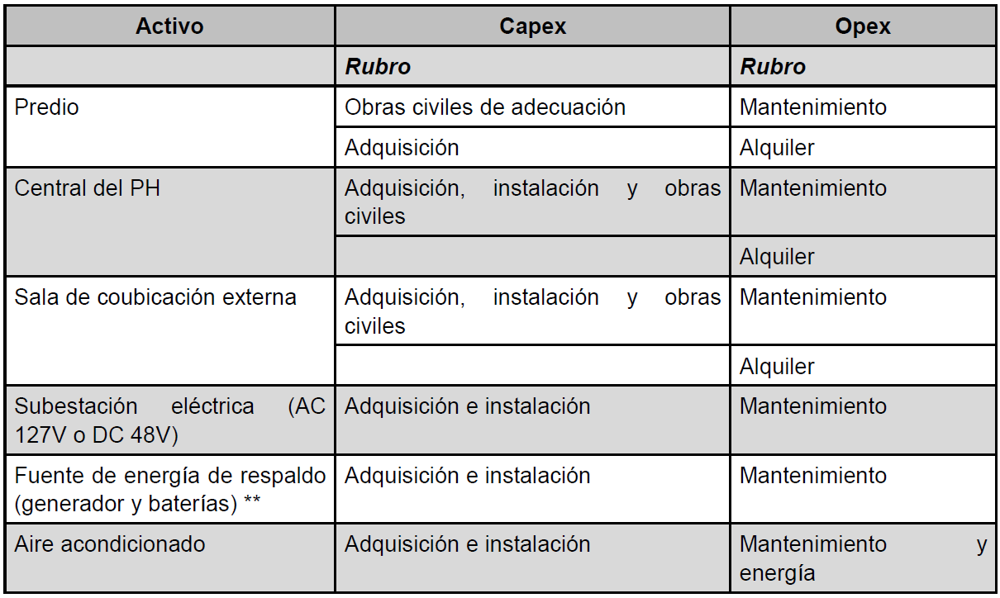 Activo Capex Opex
Rubro Rubro
Predio Obras civiles de adecuación Mantenimiento
Adquisición Alquiler
Central del PH Adquisición, instalación y obras Mantenimiento
civiles
Alquiler
Sala de coubicación externa Adquisición, instalación y obras Mantenimiento
civiles
Alquiler
Subestación eléctrica (AC Adquisición e instalación Mantenimiento
127V o DC 48V)
Fuente de energía de respaldo Adquisición e instalación Mantenimiento
(generador y baterías) **
Aire acondicionado Adquisición e instalación Mantenimiento y
energía